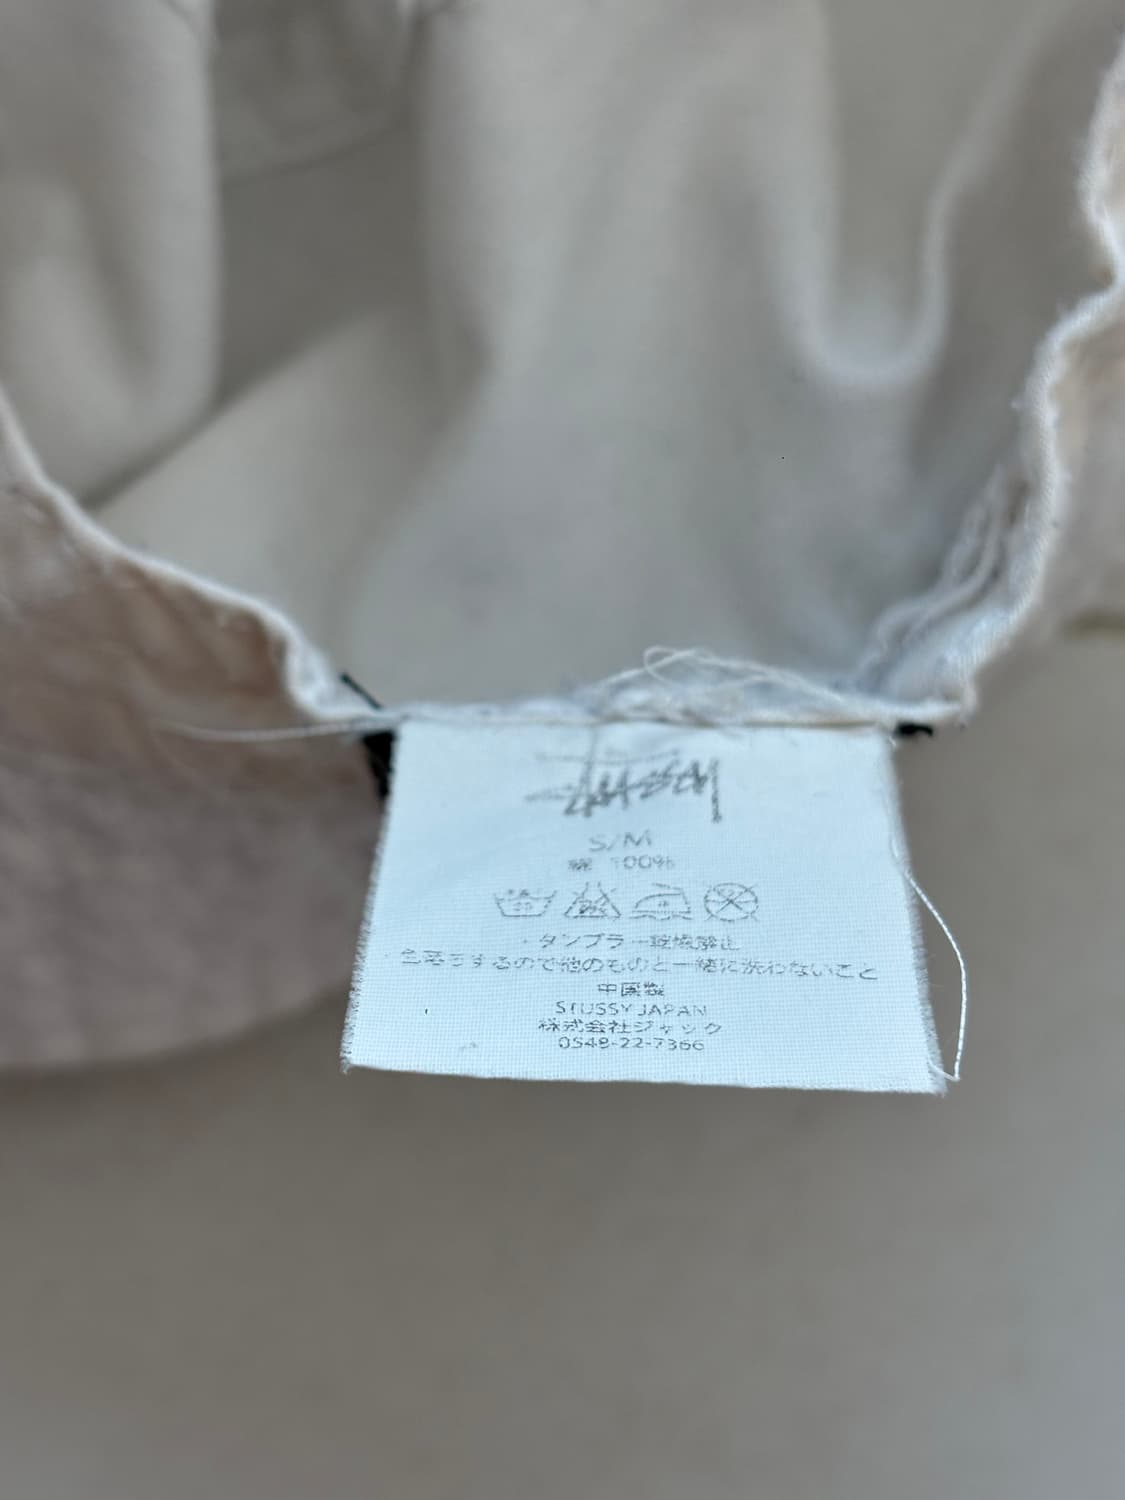 Stüssy
S/M
綿 100%
・タンブラー乾燥禁止
色落ちするので他のものと一緒に洗わないこと
中国製
STUSSY JAPAN
株式会社ジャック
0548-22-7366